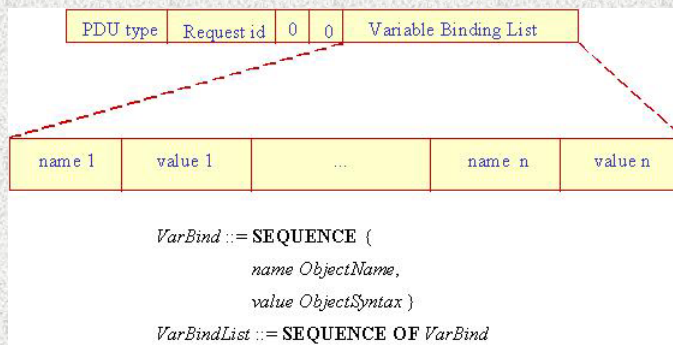 PDU type Request id 0 0 Variable Binding List
name 1 value 1 ... name n value n
VarBind ::= SEQUENCE {
name ObjectName,
value ObjectSyntax }
VarBindList ::= SEQUENCE OF VarBind